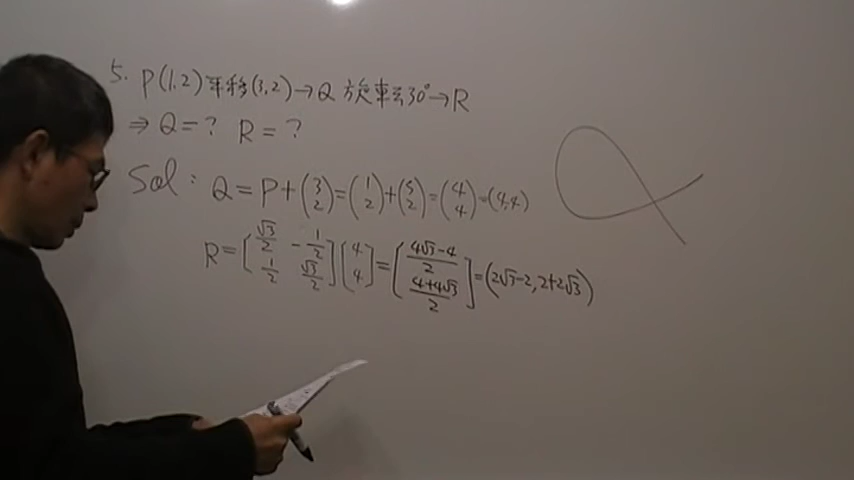 5. P(1,2)平移(3,2)→Q 旋轉30°→R
⇒ Q = ? R = ?
Sol : Q = P + (3 2) = (1 2) + (3 2) = (4 4) = (4,4)
R = [√3/2 -1/2 1/2 √3/2] [4 4] = [(4√3-4)/2 (4+4√3)/2] = (2√3-2, 2+2√3)